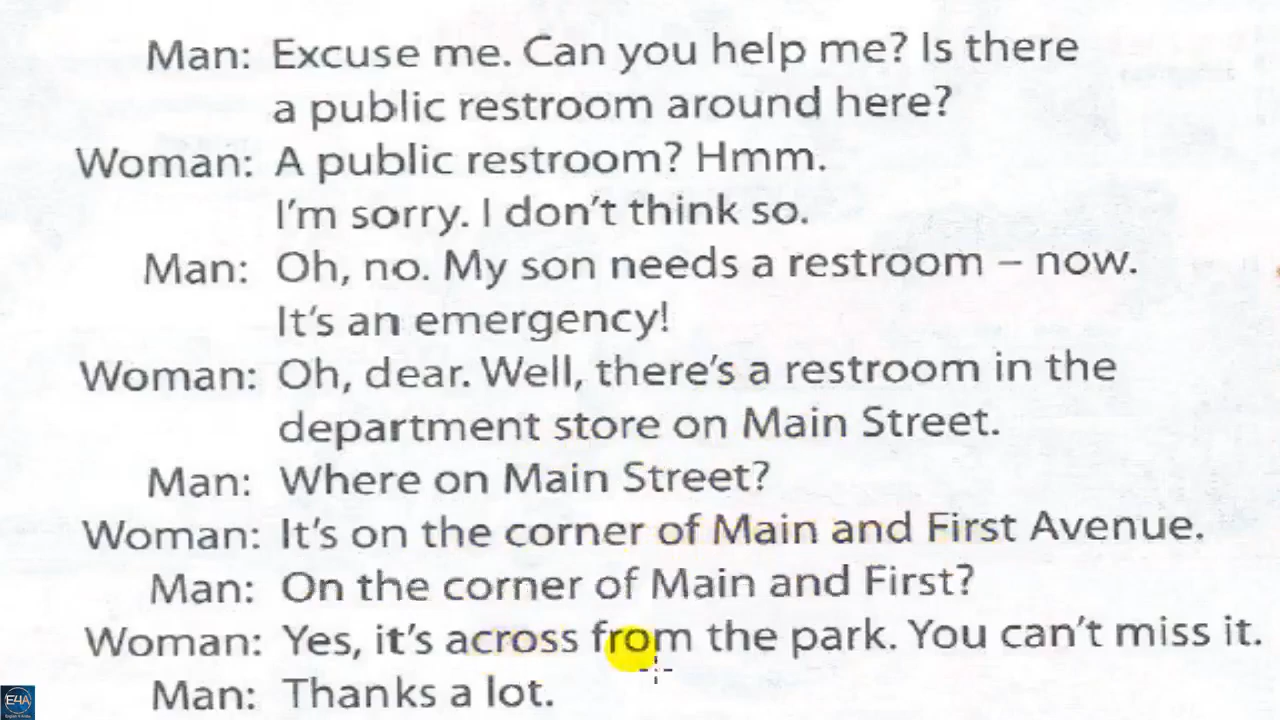 Man: Excuse me. Can you help me? Is there
a public restroom around here?
Woman: A public restroom? Hmm.
I'm sorry. I don't think so.
Man: Oh, no. My son needs a restroom – now.
It's an emergency!
Woman: Oh, dear. Well, there's a restroom in the
department store on Main Street.
Man: Where on Main Street?
Woman: It's on the corner of Main and First Avenue.
Man: On the corner of Main and First?
Woman: Yes, it's across from the park. You can't miss it.
Man: Thanks a lot.
E4A